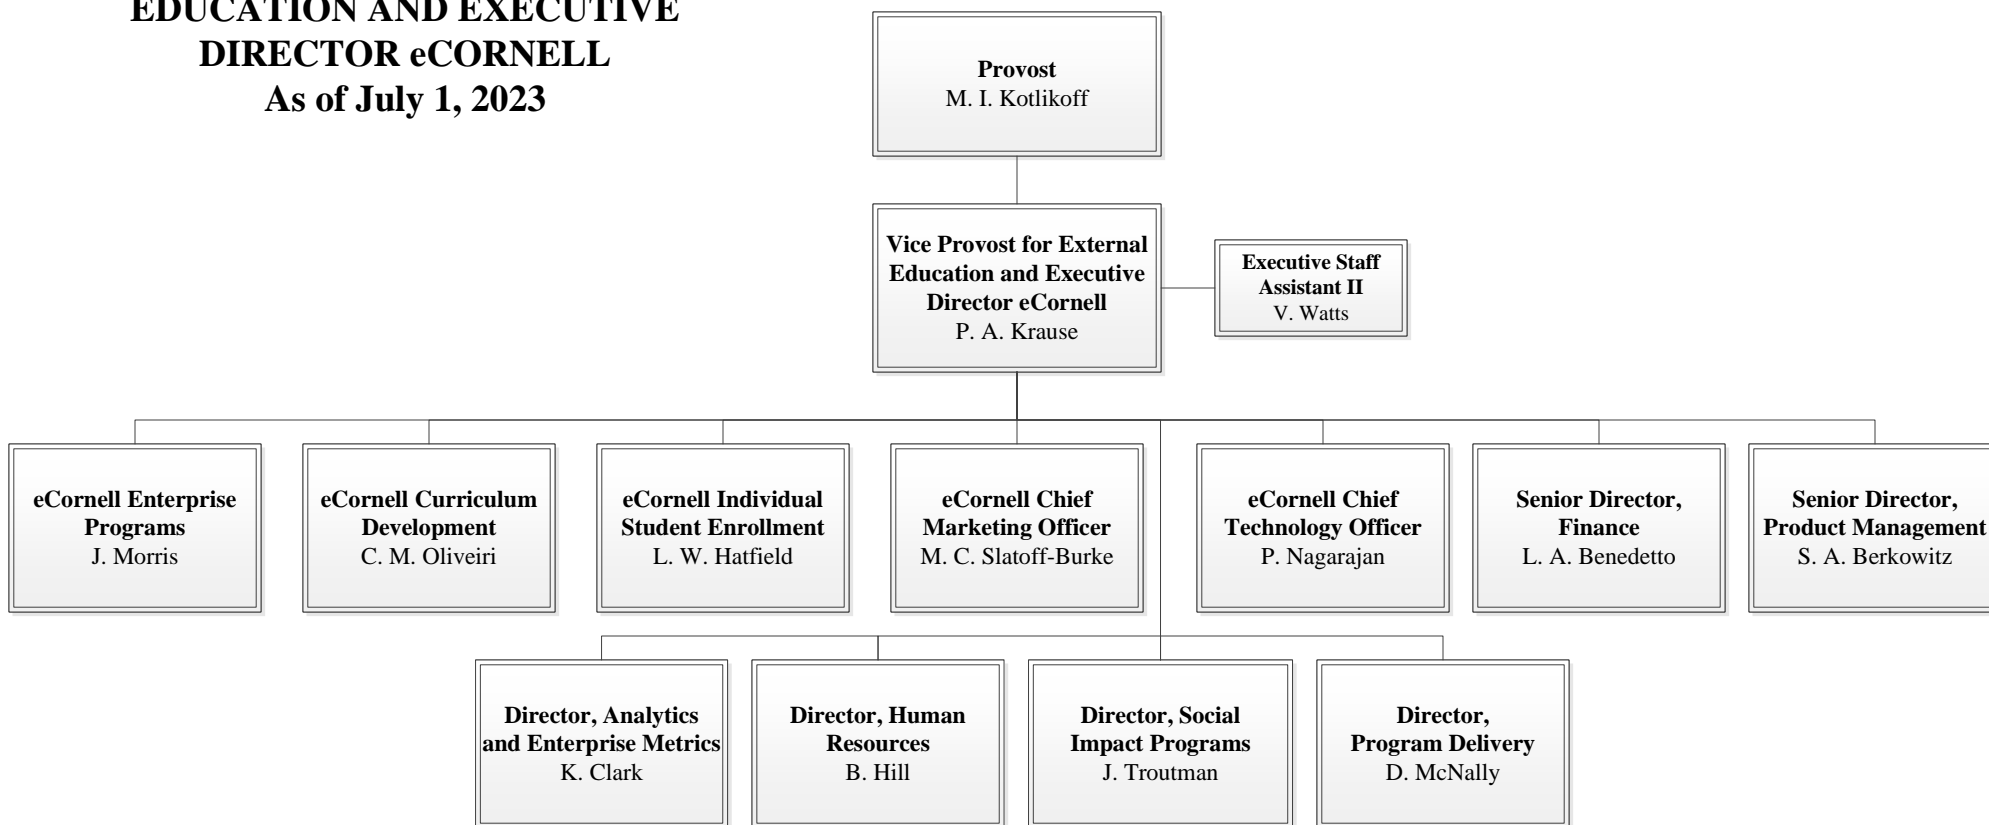 EDUCATION AND EXECUTIVE
DIRECTOR eCORNELL
As of July 1, 2023
Provost
M. I. Kotlikoff
Vice Provost for External
Education and Executive
Director eCornell
P. A. Krause
Executive Staff
Assistant II
V. Watts
eCornell Enterprise
Programs
J. Morris
eCornell Curriculum
Development
C. M. Oliveiri
eCornell Individual
Student Enrollment
L. W. Hatfield
eCornell Chief
Marketing Officer
M. C. Slatoff-Burke
eCornell Chief
Technology Officer
P. Nagarajan
Senior Director,
Finance
L. A. Benedetto
Senior Director,
Product Management
S. A. Berkowitz
Director, Analytics
and Enterprise Metrics
K. Clark
Director, Human
Resources
B. Hill
Director, Social
Impact Programs
J. Troutman
Director,
Program Delivery
D. McNally